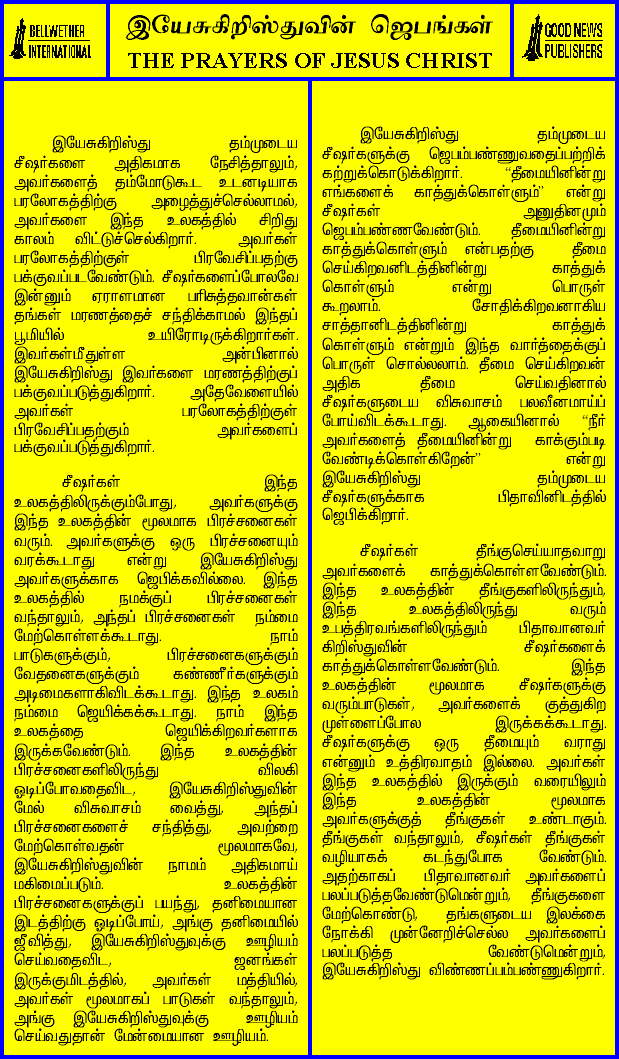 BELLWETHER
INTERNATIONAL
இயேசுகிறிஸ்துவின் ஜெபங்கள்
THE PRAYERS OF JESUS CHRIST
GOOD NEWS
PUBLISHERS
இயேசுகிறிஸ்து தம்முடைய
சீஷர்களை அதிகமாக நேசித்தாலும்,
அவர்களைத் தம்மோடுகூட உடனடியாக
பரலோகத்திற்கு அழைத்துச்செல்லாமல்,
அவர்களை இந்த உலகத்தில் சிறிது
காலம் விட்டுச்செல்கிறார். அவர்கள்
பரலோகத்திற்குள் பிரவேசிப்பதற்கு
பக்குவப்படவேண்டும். சீஷர்களைப்போலவே
இன்னும் ஏராளமான பரிசுத்தவான்கள்
தங்கள் மரணத்தைச் சந்திக்காமல் இந்தப்
பூமியில் உயிரோடிருக்கிறார்கள்.
இவர்கள்மீதுள்ள அன்பினால்
இயேசுகிறிஸ்து இவர்களை மரணத்திற்குப்
பக்குவப்படுத்துகிறார். அதேவேளையில்
அவர்கள் பரலோகத்திற்குள்
பிரவேசிப்பதற்கும் அவர்களைப்
பக்குவப்படுத்துகிறார்.
சீஷர்கள் இந்த
உலகத்திலிருக்கும்போது, அவர்களுக்கு
இந்த உலகத்தின் மூலமாக பிரச்சனைகள்
வரும். அவர்களுக்கு ஒரு பிரச்சனையும்
வரக்கூடாது என்று இயேசுகிறிஸ்து
அவர்களுக்காக ஜெபிக்கவில்லை. இந்த
உலகத்தில் நமக்குப் பிரச்சனைகள்
வந்தாலும், அந்தப் பிரச்சனைகள் நம்மை
மேற்கொள்ளக்கூடாது. நாம்
பாடுகளுக்கும், பிரச்சனைகளுக்கும்
வேதனைகளுக்கும் கண்ணீர்களுக்கும்
அடிமைகளாகிவிடக்கூடாது. இந்த உலகம்
நம்மை ஜெயிக்கக்கூடாது. நாம் இந்த
உலகத்தை ஜெயிக்கிறவர்களாக
இருக்கவேண்டும். இந்த உலகத்தின்
பிரச்சனைகளிலிருந்து விலகி
ஓடிப்போவதைவிட, இயேசுகிறிஸ்துவின்
மேல் விசுவாசம் வைத்து, அந்தப்
பிரச்சனைகளைச் சந்தித்து, அவற்றை
மேற்கொள்வதன் மூலமாகவே,
இயேசுகிறிஸ்துவின் நாமம் அதிகமாய்
மகிமைப்படும். உலகத்தின்
பிரச்சனைகளுக்குப் பயந்து, தனிமையான
இடத்திற்கு ஓடிப்போய், அங்கு தனிமையில்
ஜீவித்து, இயேசுகிறிஸ்துவுக்கு ஊழியம்
செய்வதைவிட, ஜனங்கள்
இருக்குமிடத்தில், அவர்கள் மத்தியில்,
அவர்கள் மூலமாகப் பாடுகள் வந்தாலும்,
அங்கு இயேசுகிறிஸ்துவுக்கு ஊழியம்
செய்வதுதான் மேன்மையான ஊழியம்.
இயேசுகிறிஸ்து தம்முடைய
சீஷர்களுக்கு ஜெபம்பண்ணுவதைப்பற்றிக்
கற்றுக்கொடுக்கிறார். “தீமையினின்று
எங்களைக் காத்துக்கொள்ளும்” என்று
சீஷர்கள் அனுதினமும்
ஜெபம்பண்ணவேண்டும். தீமையினின்று
காத்துக்கொள்ளும் என்பதற்கு தீமை
செய்கிறவனிடத்தினின்று காத்துக்
கொள்ளும் என்று பொருள்
கூறலாம். சோதிக்கிறவனாகிய
சாத்தானிடத்தினின்று காத்துக்
கொள்ளும் என்றும் இந்த வார்த்தைக்குப்
பொருள் சொல்லலாம். தீமை செய்கிறவன்
அதிக தீமை செய்வதினால்
சீஷர்களுடைய விசுவாசம் பலவீனமாய்ப்
போய்விடக்கூடாது. ஆகையினால் “நீர்
அவர்களைத் தீமையினின்று காக்கும்படி
வேண்டிக்கொள்கிறேன்” என்று
இயேசுகிறிஸ்து தம்முடைய
சீஷர்களுக்காக பிதாவினிடத்தில்
ஜெபிக்கிறார்.
சீஷர்கள் தீங்குசெய்யாதவாறு
அவர்களைக் காத்துக்கொள்ளவேண்டும்.
இந்த உலகத்தின் தீங்குகளிலிருந்தும்,
இந்த உலகத்திலிருந்து வரும்
உபத்திரவங்களிலிருந்தும் பிதாவானவர்
கிறிஸ்துவின் சீஷர்களைக்
காத்துக்கொள்ளவேண்டும். இந்த
உலகத்தின் மூலமாக சீஷர்களுக்கு
வரும்பாடுகள், அவர்களைக் குத்துகிற
முள்ளைப்போல இருக்கக்கூடாது.
சீஷர்களுக்கு ஒரு தீமையும் வராது
என்னும் உத்திரவாதம் இல்லை. அவர்கள்
இந்த உலகத்தில் இருக்கும் வரையிலும்
இந்த உலகத்தின் மூலமாக
அவர்களுக்குத் தீங்குகள் உண்டாகும்.
தீங்குகள் வந்தாலும், சீஷர்கள் தீங்குகள்
வழியாகக் கடந்துபோக வேண்டும்.
அதற்காகப் பிதாவானவர் அவர்களைப்
பலப்படுத்தவேண்டுமென்றும், தீங்குகளை
மேற்கொண்டு, தங்களுடைய இலக்கை
நோக்கி முன்னேறிச்செல்ல அவர்களைப்
பலப்படுத்த வேண்டுமென்றும்,
இயேசுகிறிஸ்து விண்ணப்பம்பண்ணுகிறார்.